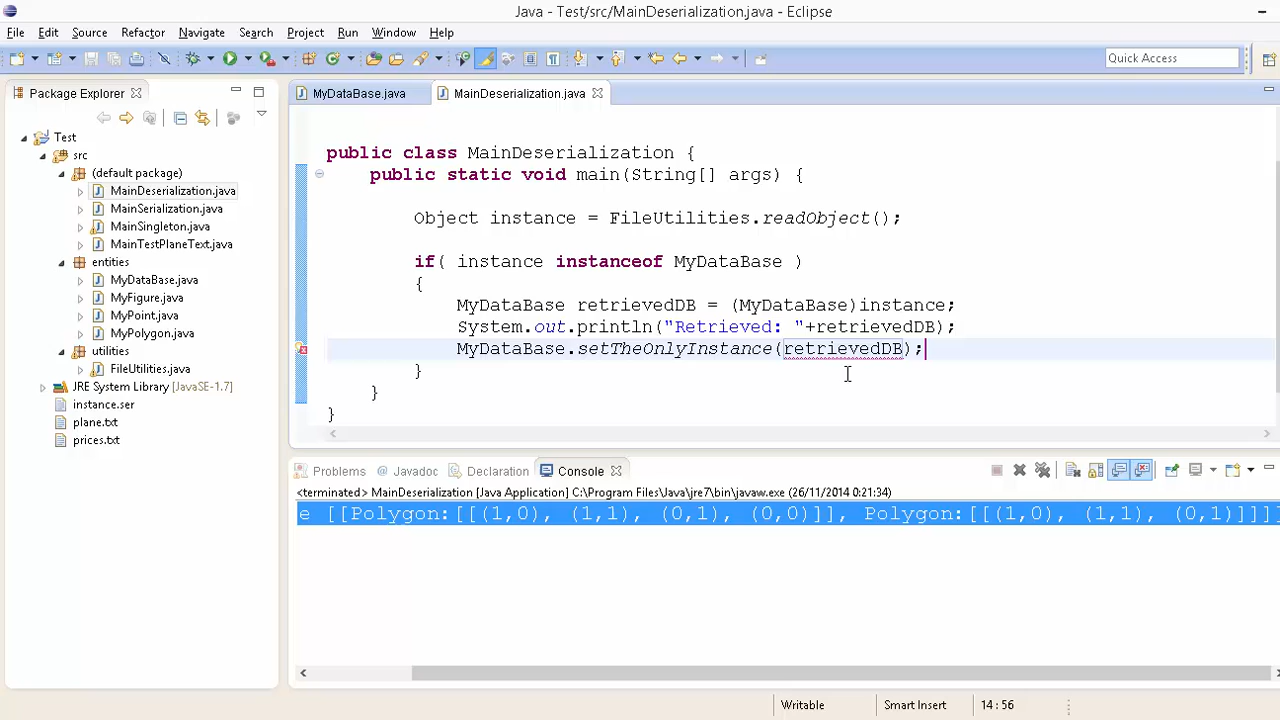 Java - Test/src/MainDeserialization.java - Eclipse
File Edit Source Refactor Navigate Search Project Run Window Help
Quick Access
Package Explorer
Test
src
(default package)
MainDeserialization.java
MainSerialization.java
MainSingleton.java
MainTestPlaneText.java
entities
MyDataBase.java
MyFigure.java
MyPoint.java
MyPolygon.java
utilities
FileUtilities.java
JRE System Library [JavaSE-1.7]
instance.ser
plane.txt
prices.txt
MyDataBase.java MainDeserialization.java
public class MainDeserialization {
public static void main(String[] args) {
Object instance = FileUtilities.readObject();
if( instance instanceof MyDataBase )
{
MyDataBase retrievedDB = (MyDataBase)instance;
System.out.println("Retrieved: "+retrievedDB);
MyDataBase.setTheOnlyInstance(retrievedDB);
}
}
}
Problems Javadoc Declaration Console
<terminated> MainDeserialization [Java Application] C:\Program Files\Java\jre7\bin\javaw.exe (26/11/2014 0:21:34)
e [[Polygon:[[(1,0), (1,1), (0,1), (0,0)]], Polygon:[[(1,0), (1,1), (0,1)]]]]
Writable Smart Insert 14 : 56